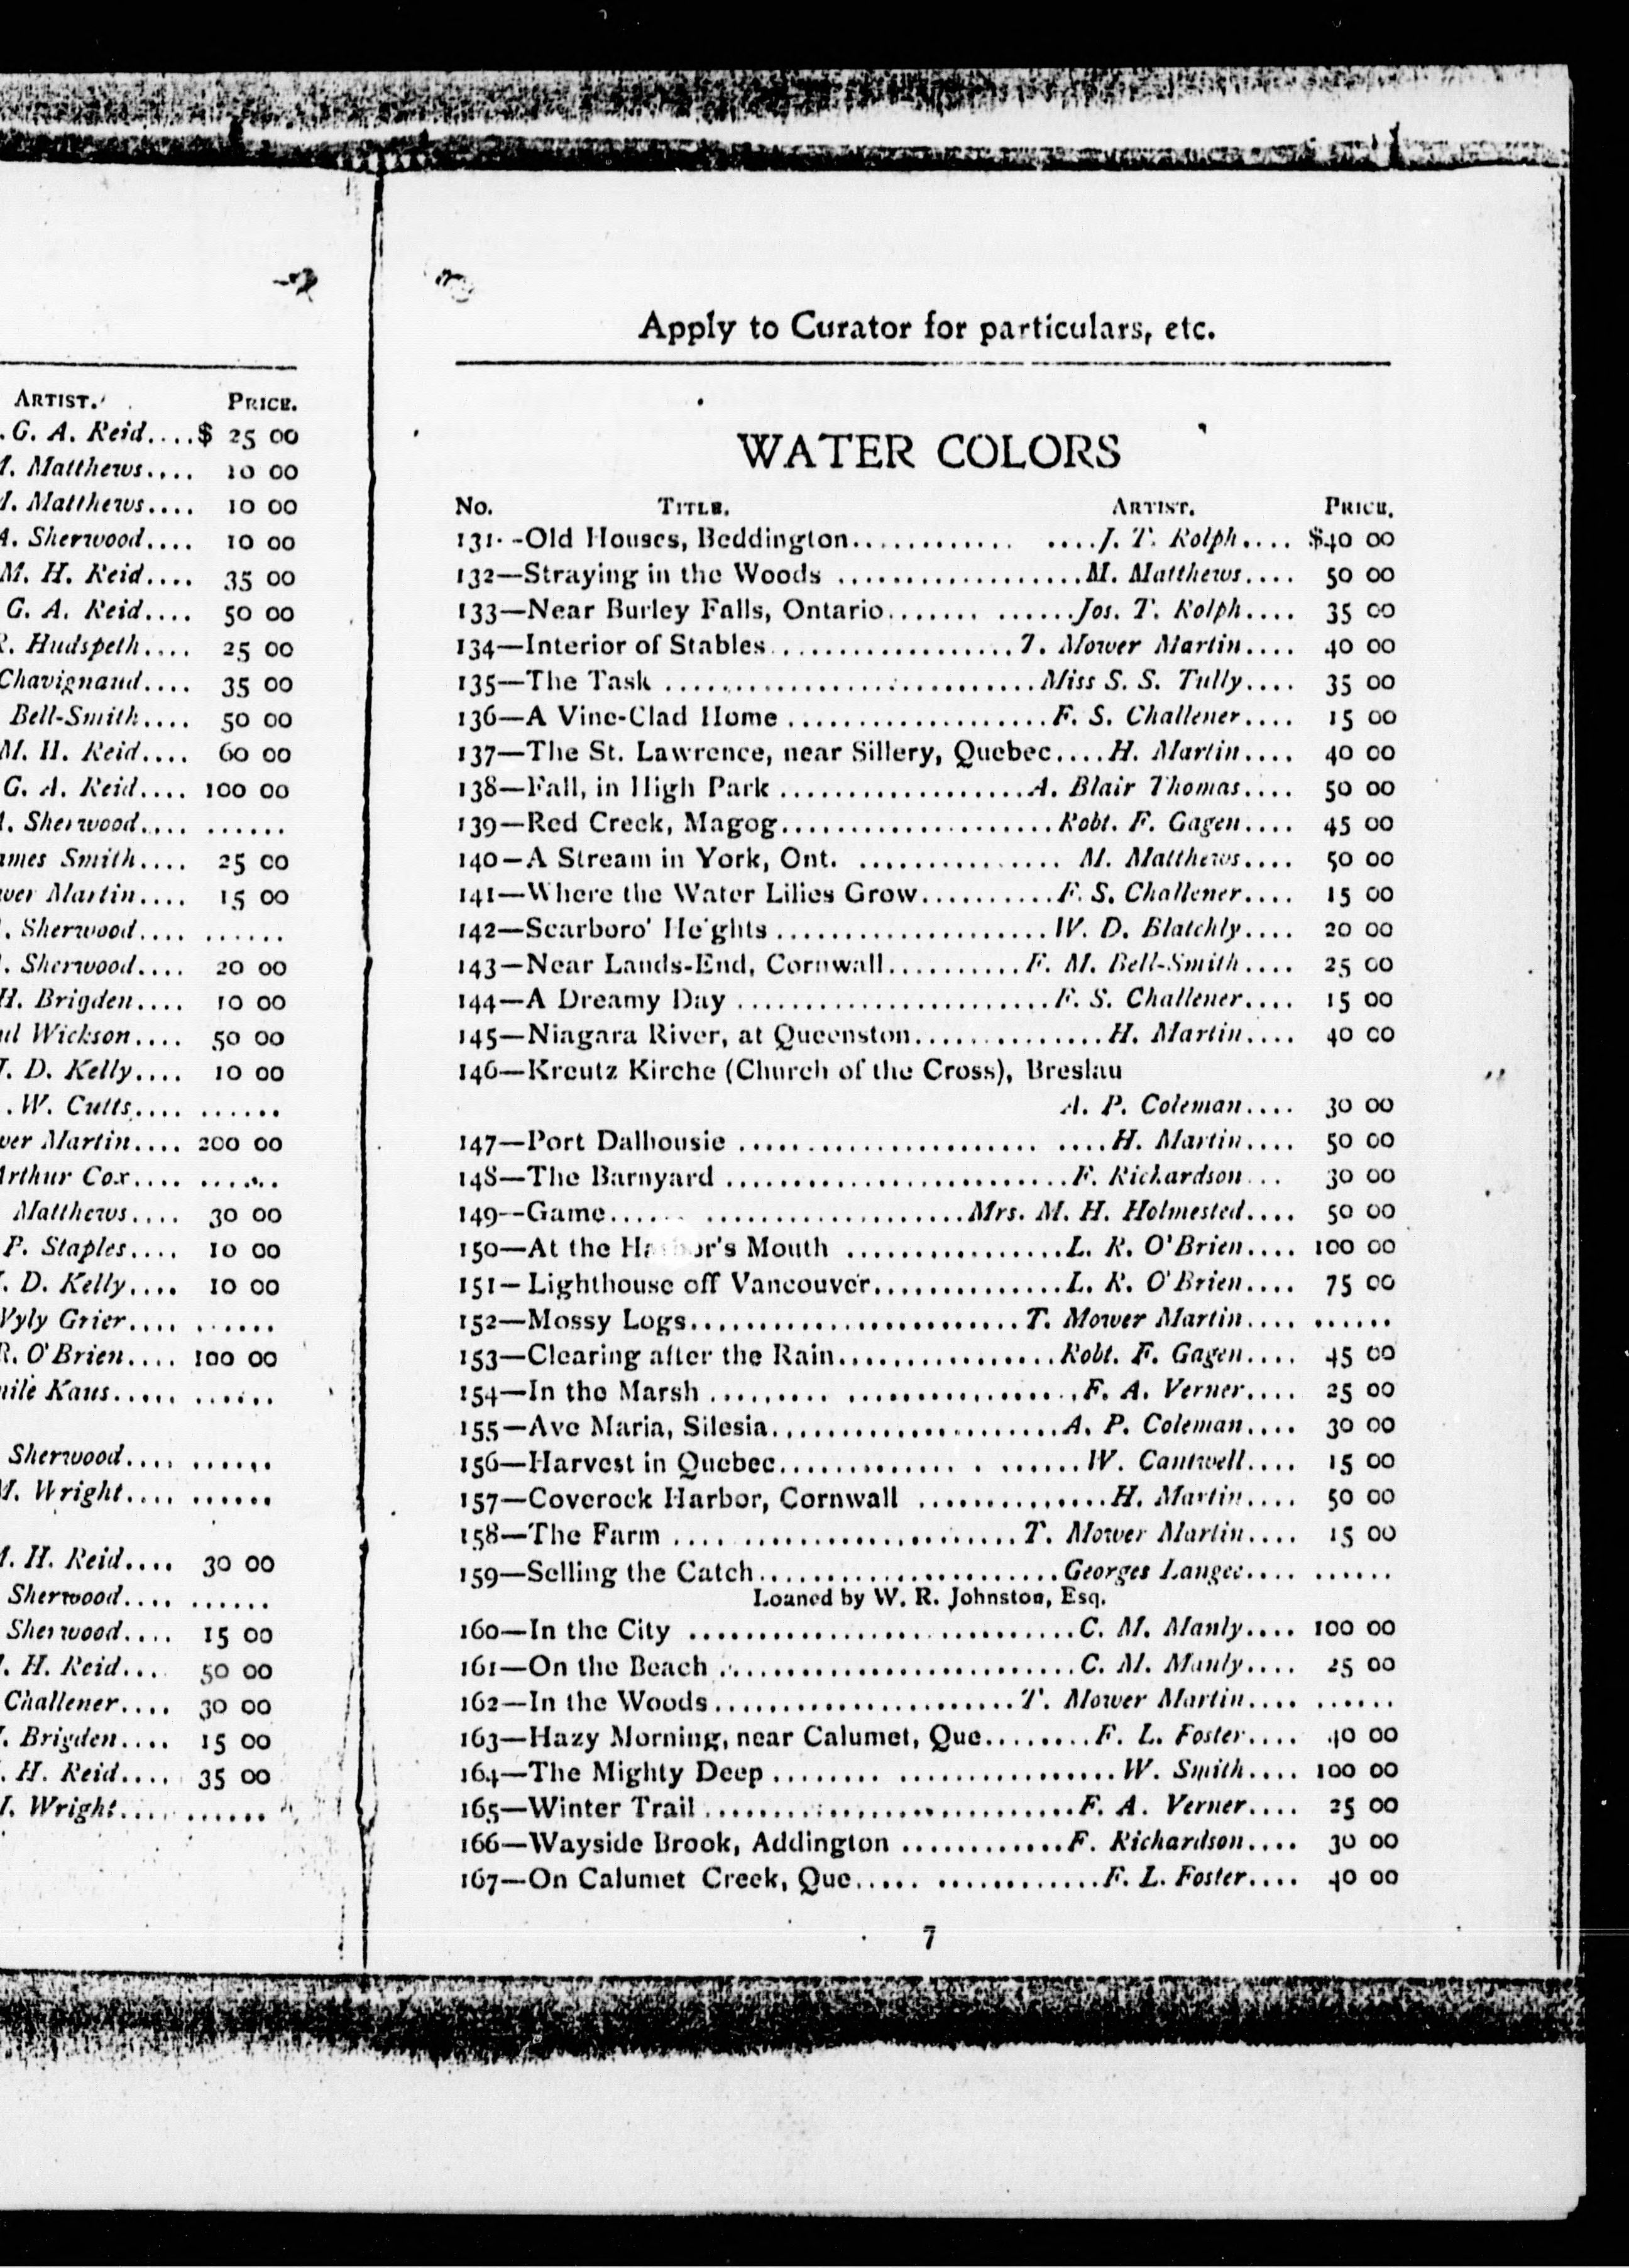 ARTIST. PRICE.
G. A. Reid....$ 25 00
Matthews.... 10 00
Matthews.... 10 00
Sherwood.... 10 00
M. H. Reid.... 35 00
G. A. Reid.... 50 00
Hudspeth.... 25 00
Chavignaud.... 35 00
Bell-Smith.... 50 00
M. H. Reid.... 60 00
G. A. Reid.... 100 00
Sherwood.... ......
Smith.... 25 00
Martin.... 15 00
Sherwood.... ......
Sherwood.... 20 00
H. Brigden.... 10 00
Wickson.... 50 00
D. Kelly.... 10 00
W. Cutts.... ......
Martin.... 200 00
Cox.... ......
Matthews.... 30 00
P. Staples.... 10 00
D. Kelly.... 10 00
Grier.... ......
O'Brien.... 100 00
Kaus...... ......
Sherwood.... ......
Wright.... ......
H. Reid.... 30 00
Sherwood.... ......
Sherwood.... 15 00
H. Reid... 50 00
Challener.... 30 00
Brigden.... 15 00
H. Reid.... 35 00
Wright.... ......
Apply to Curator for particulars, etc.
WATER COLORS
No. TITLE. ARTIST. PRICE.
131--Old Houses, Beddington............ ....J. T. Rolph.... $40 00
132—Straying in the Woods ..................M. Matthews.... 50 00
133—Near Burley Falls, Ontario....... ......Jos. T. Rolph.... 35 00
134—Interior of Stables..................T. Mower Martin.... 40 00
135—The Task ...........................Miss S. S. Tully.... 35 00
136—A Vine-Clad Home ...................F. S. Challener.... 15 00
137—The St. Lawrence, near Sillery, Quebec....H. Martin.... 40 00
138—Fall, in High Park ...................A. Blair Thomas.... 50 00
139—Red Creek, Magog....................Robt. F. Gagen.... 45 00
140—A Stream in York, Ont. ............... M. Matthews.... 50 00
141—Where the Water Lilies Grow..........F. S. Challener.... 15 00
142—Scarboro' Heights ....................W. D. Blatchly.... 20 00
143—Near Lands-End, Cornwall..........F. M. Bell-Smith.... 25 00
144—A Dreamy Day .......................F. S. Challener.... 15 00
145—Niagara River, at Queenston..............H. Martin.... 40 00
146—Kreutz Kirche (Church of the Cross), Breslau
A. P. Coleman.... 30 00
147—Port Dalhousie ...................... ....H. Martin.... 50 00
148—The Barnyard .........................F. Richardson... 30 00
149--Game...... ...................Mrs. M. H. Holmested.... 50 00
150—At the Harbor's Mouth ................L. R. O'Brien.... 100 00
151—Lighthouse off Vancouver..............L. R. O'Brien.... 75 00
152—Mossy Logs........................T. Mower Martin.... ......
153—Clearing after the Rain................Robt. F. Gagen.... 45 00
154—In the Marsh ......... .................F. A. Verner.... 25 00
155—Ave Maria, Silesia.....................A. P. Coleman.... 30 00
156—Harvest in Quebec............. . ......W. Cantwell.... 15 00
157—Coverock Harbor, Cornwall ..............H. Martin.... 50 00
158—The Farm .... ....................T. Mower Martin.... 15 00
159—Selling the Catch......................Georges Langee.... ......
Loaned by W. R. Johnston, Esq.
160—In the City ............................C. M. Manly.... 100 00
161—On the Beach ..........................C. M. Manly.... 25 00
162—In the Woods......................T. Mower Martin.... ......
163—Hazy Morning, near Calumet, Que........F. L. Foster.... 40 00
164—The Mighty Deep ........ ................W. Smith.... 100 00
165—Winter Trail ...........................F. A. Verner.... 25 00
166—Wayside Brook, Addington ............F. Richardson.... 30 00
167—On Calumet Creek, Que..... ............F. L. Foster.... 40 00
7